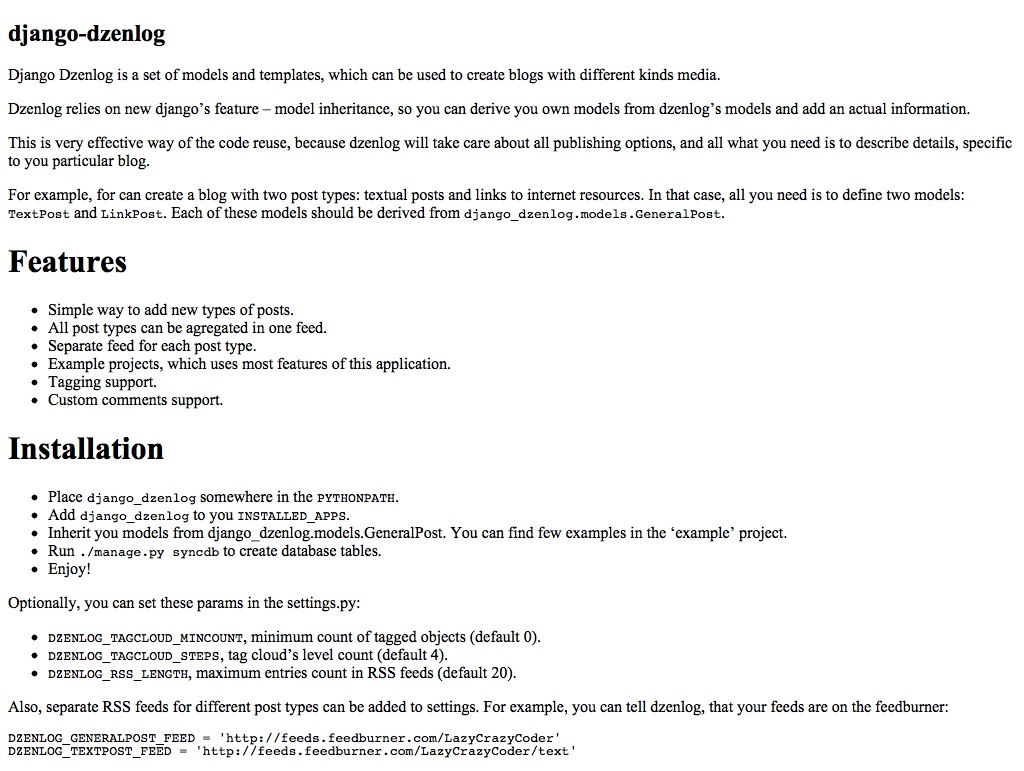 django-dzenlog
Django Dzenlog is a set of models and templates, which can be used to create blogs with different kinds media.
Dzenlog relies on new django’s feature – model inheritance, so you can derive you own models from dzenlog’s models and add an actual information.
This is very effective way of the code reuse, because dzenlog will take care about all publishing options, and all what you need is to describe details, specific
to you particular blog.
For example, for can create a blog with two post types: textual posts and links to internet resources. In that case, all you need is to define two models:
TextPost and LinkPost. Each of these models should be derived from django_dzenlog.models.GeneralPost.
Features
• Simple way to add new types of posts.
• All post types can be agregated in one feed.
• Separate feed for each post type.
• Example projects, which uses most features of this application.
• Tagging support.
• Custom comments support.
Installation
• Place django_dzenlog somewhere in the PYTHONPATH.
• Add django_dzenlog to you INSTALLED_APPS.
• Inherit you models from django_dzenlog.models.GeneralPost. You can find few examples in the ‘example’ project.
• Run ./manage.py syncdb to create database tables.
• Enjoy!
Optionally, you can set these params in the settings.py:
• DZENLOG_TAGCLOUD_MINCOUNT, minimum count of tagged objects (default 0).
• DZENLOG_TAGCLOUD_STEPS, tag cloud’s level count (default 4).
• DZENLOG_RSS_LENGTH, maximum entries count in RSS feeds (default 20).
Also, separate RSS feeds for different post types can be added to settings. For example, you can tell dzenlog, that your feeds are on the feedburner:
DZENLOG_GENERALPOST_FEED = 'http://feeds.feedburner.com/LazyCrazyCoder'
DZENLOG_TEXTPOST_FEED = 'http://feeds.feedburner.com/LazyCrazyCoder/text'